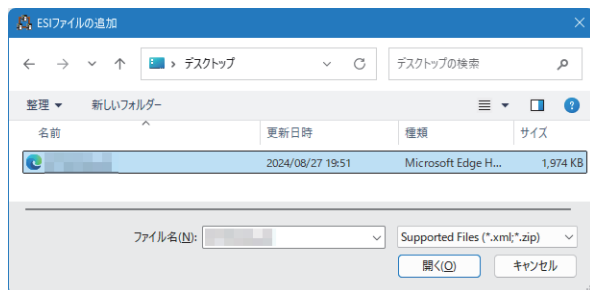 ESIファイルの追加
デスクトップ
デスクトップの検索
整理 新しいフォルダー
名前 更新日時 種類 サイズ
2024/08/27 19:51 Microsoft Edge H... 1,974 KB
ファイル名(N): Supported Files (*.xml;*.zip)
開く(O) キャンセル